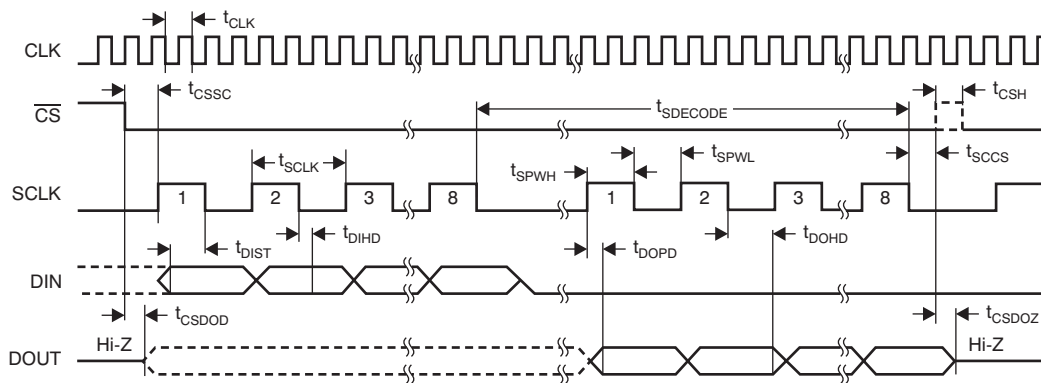 tCLK
CLK
tCSSC
tCSH
CS
tSDECODE
tSCLK
tSPWH
tSPWL
tSCCS
SCLK
1 2 3 8 1 2 3 8
tDIST
tDIHD
tDOPD
tDOHD
DIN
tCSDOD
tCSDOZ
Hi-Z
Hi-Z
DOUT